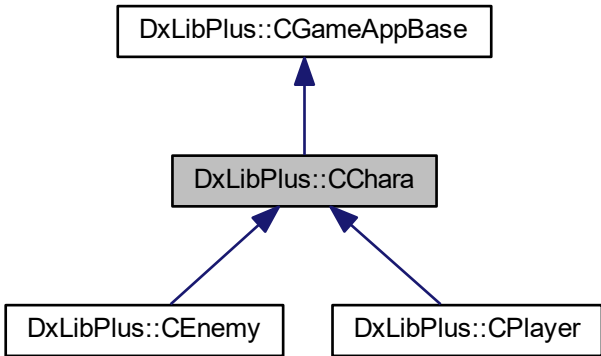 DxLibPlus::CGameAppBase
DxLibPlus::CChara
DxLibPlus::CEnemy
DxLibPlus::CPlayer